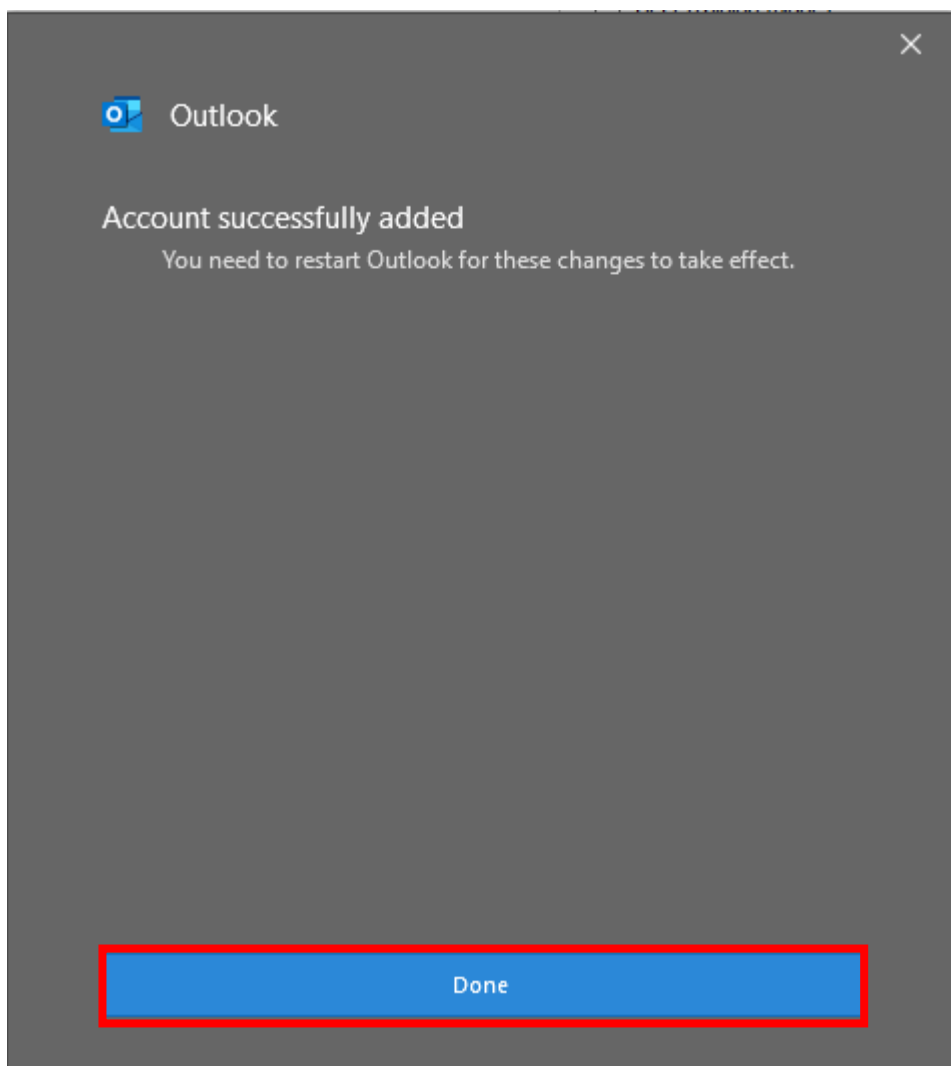 Outlook
Account successfully added
You need to restart Outlook for these changes to take effect.
Done